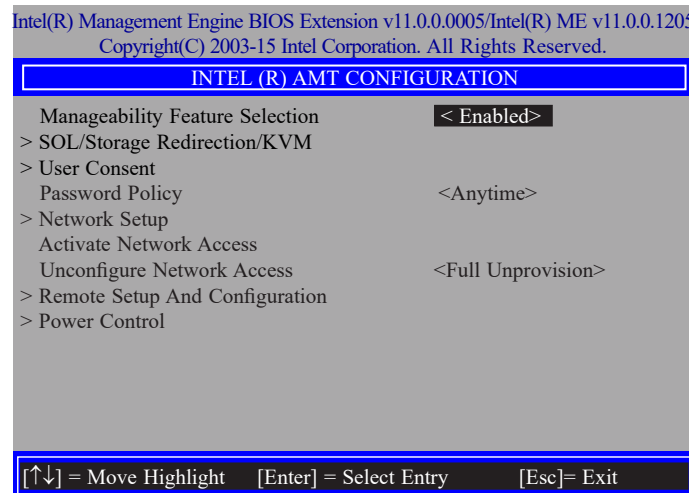 Intel(R) Management Engine BIOS Extension v11.0.0.0005/Intel(R) ME v11.0.0.1205
Copyright(C) 2003-15 Intel Corporation. All Rights Reserved.
INTEL (R) AMT CONFIGURATION
Manageability Feature Selection < Enabled>
> SOL/Storage Redirection/KVM
> User Consent
Password Policy <Anytime>
> Network Setup
Activate Network Access
Unconfigure Network Access <Full Unprovision>
> Remote Setup And Configuration
> Power Control
[↑↓] = Move Highlight [Enter] = Select Entry [Esc]= Exit